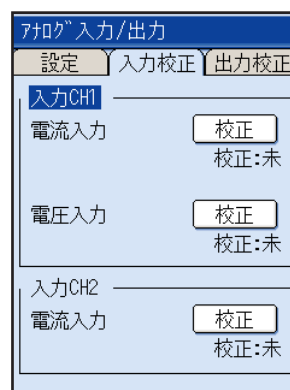 アナログ入力/出力
設定 入力校正 出力校正
入力CH1
電流入力 校正
校正:未
電圧入力 校正
校正:未
入力CH2
電流入力 校正
校正:未